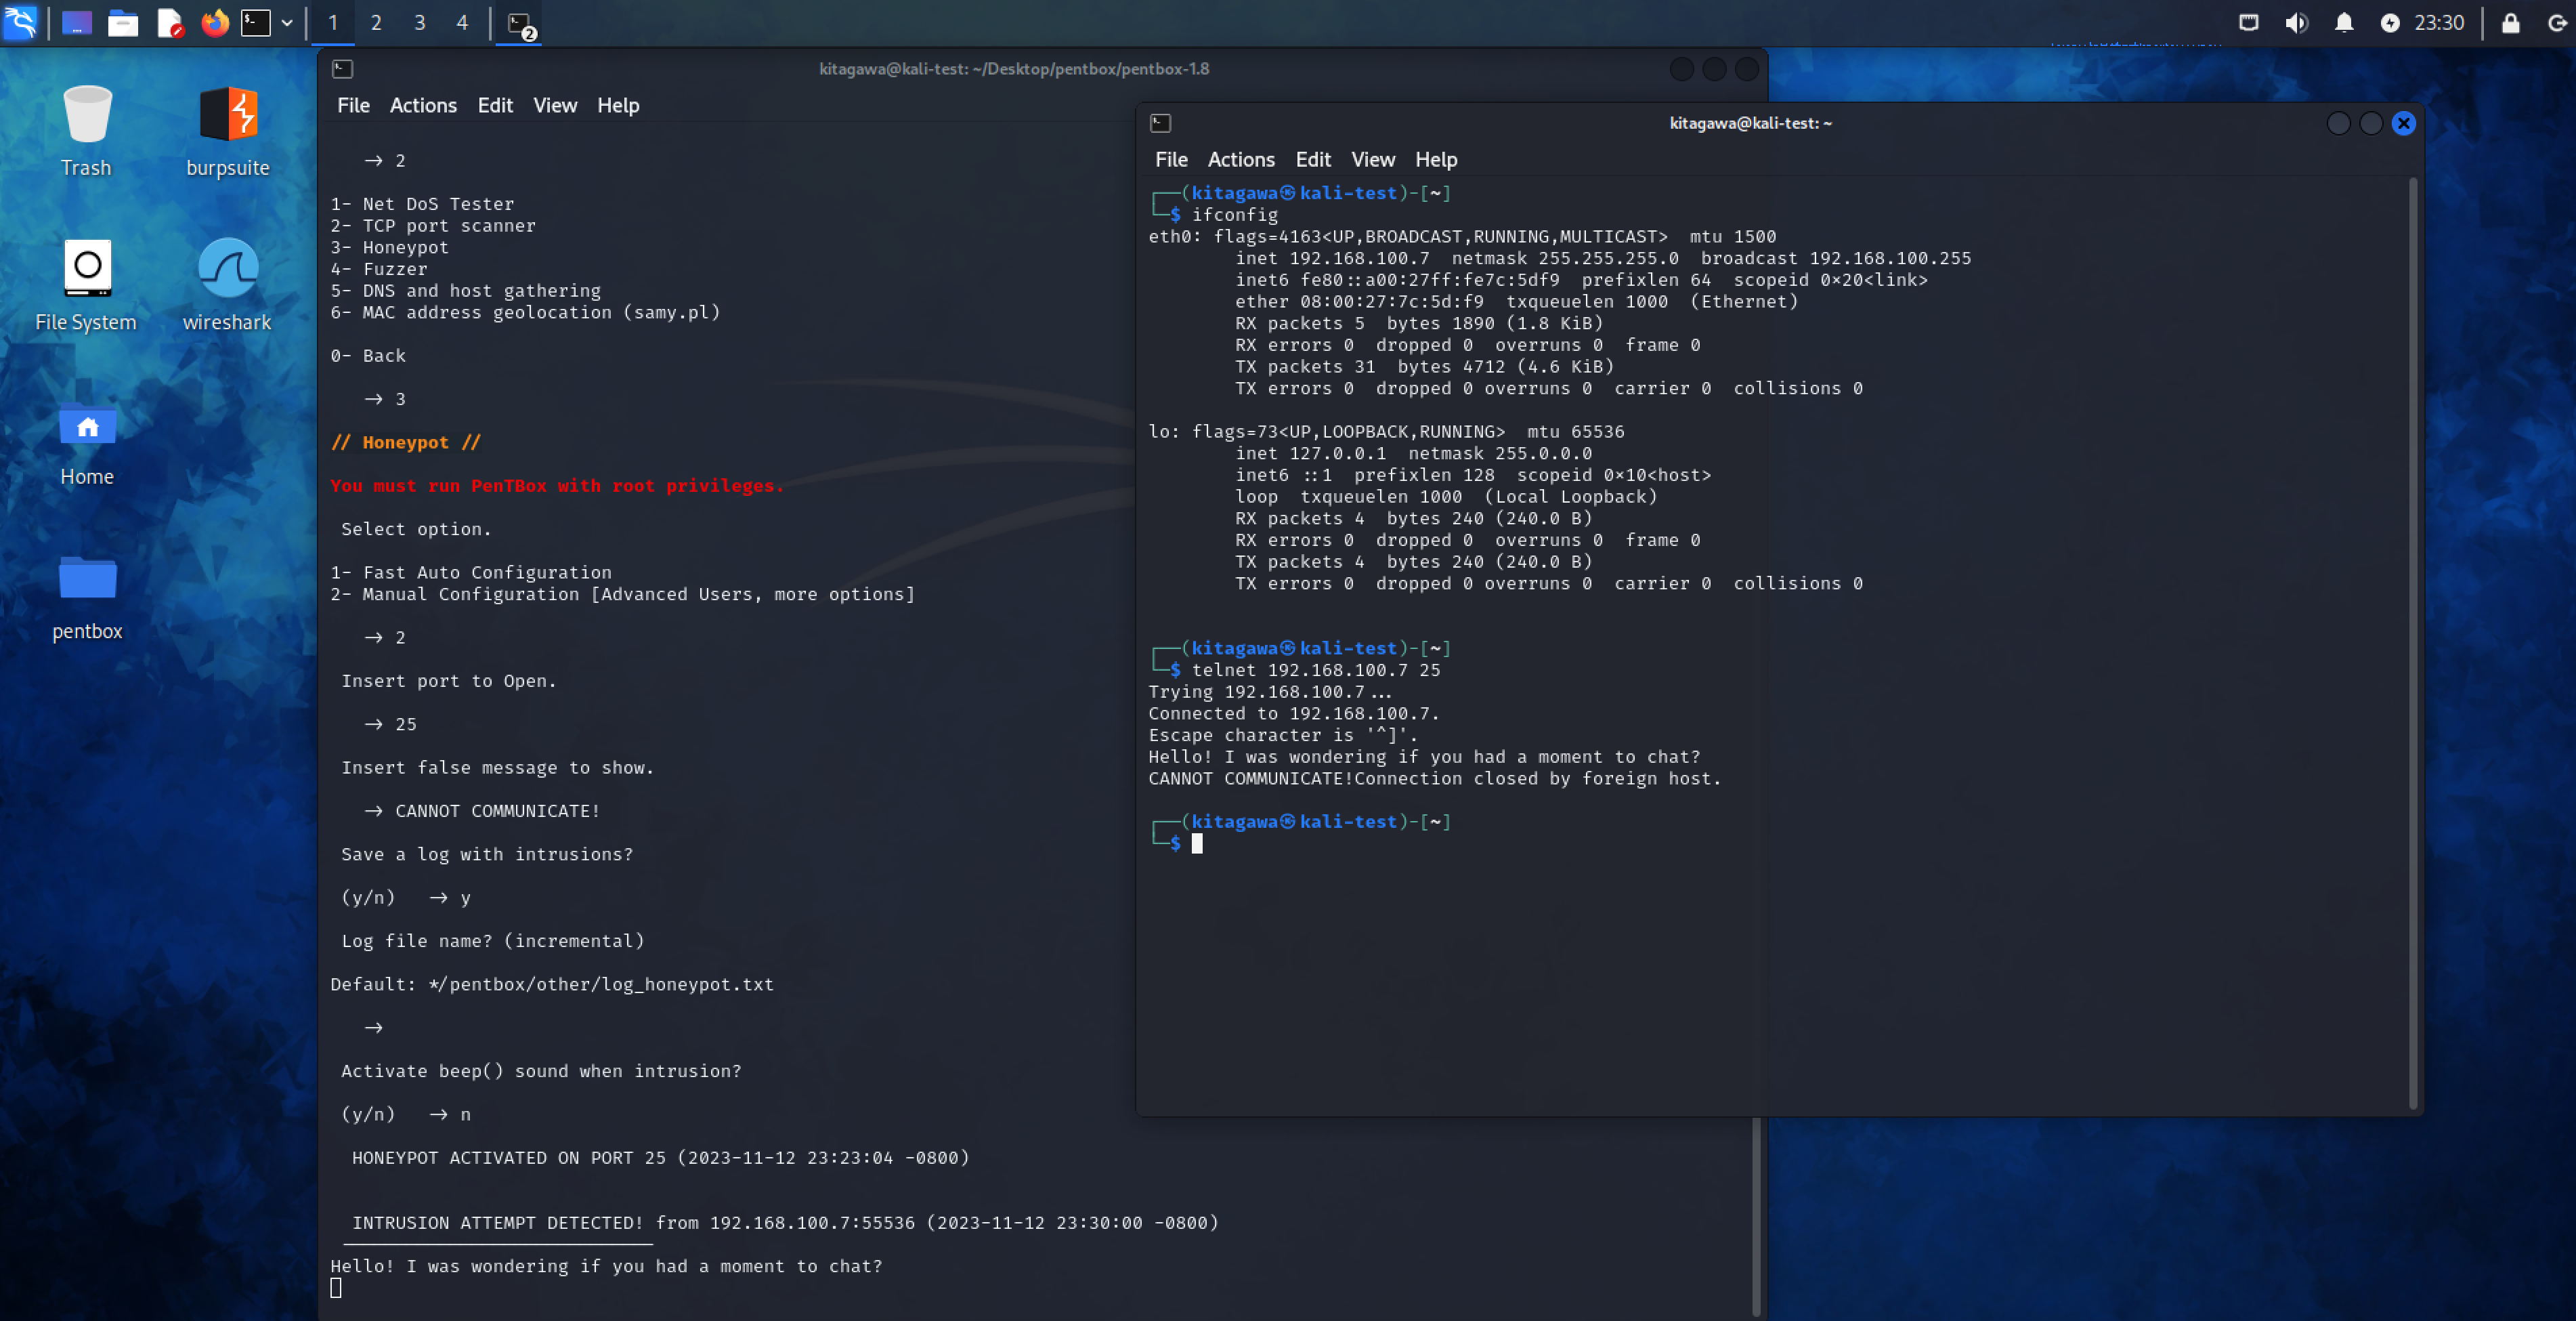 1 2 3 4 2 23:30
Trash
burpsuite
File System
wireshark
Home
pentbox
kitagawa@kali-test: ~/Desktop/pentbox/pentbox-1.8
File Actions Edit View Help
→ 2
1- Net DoS Tester
2- TCP port scanner
3- Honeypot
4- Fuzzer
5- DNS and host gathering
6- MAC address geolocation (samy.pl)
0- Back
→ 3
// Honeypot //
You must run PenTBox with root privileges.
Select option.
1- Fast Auto Configuration
2- Manual Configuration [Advanced Users, more options]
→ 2
Insert port to Open.
→ 25
Insert false message to show.
→ CANNOT COMMUNICATE!
Save a log with intrusions?
(y/n) → y
Log file name? (incremental)
Default: */pentbox/other/log_honeypot.txt
→
Activate beep() sound when intrusion?
(y/n) → n
HONEYPOT ACTIVATED ON PORT 25 (2023-11-12 23:23:04 -0800)
INTRUSION ATTEMPT DETECTED! from 192.168.100.7:55536 (2023-11-12 23:30:00 -0800)
Hello! I was wondering if you had a moment to chat?
kitagawa@kali-test: ~
File Actions Edit View Help
┌──(kitagawa㉿kali-test)-[~]
└─$ ifconfig
eth0: flags=4163<UP,BROADCAST,RUNNING,MULTICAST> mtu 1500
inet 192.168.100.7 netmask 255.255.255.0 broadcast 192.168.100.255
inet6 fe80::a00:27ff:fe7c:5df9 prefixlen 64 scopeid 0×20<link>
ether 08:00:27:7c:5d:f9 txqueuelen 1000 (Ethernet)
RX packets 5 bytes 1890 (1.8 KiB)
RX errors 0 dropped 0 overruns 0 frame 0
TX packets 31 bytes 4712 (4.6 KiB)
TX errors 0 dropped 0 overruns 0 carrier 0 collisions 0
lo: flags=73<UP,LOOPBACK,RUNNING> mtu 65536
inet 127.0.0.1 netmask 255.0.0.0
inet6 ::1 prefixlen 128 scopeid 0×10<host>
loop txqueuelen 1000 (Local Loopback)
RX packets 4 bytes 240 (240.0 B)
RX errors 0 dropped 0 overruns 0 frame 0
TX packets 4 bytes 240 (240.0 B)
TX errors 0 dropped 0 overruns 0 carrier 0 collisions 0
┌──(kitagawa㉿kali-test)-[~]
└─$ telnet 192.168.100.7 25
Trying 192.168.100.7...
Connected to 192.168.100.7.
Escape character is '^]'.
Hello! I was wondering if you had a moment to chat?
CANNOT COMMUNICATE!Connection closed by foreign host.
┌──(kitagawa㉿kali-test)-[~]
└─$